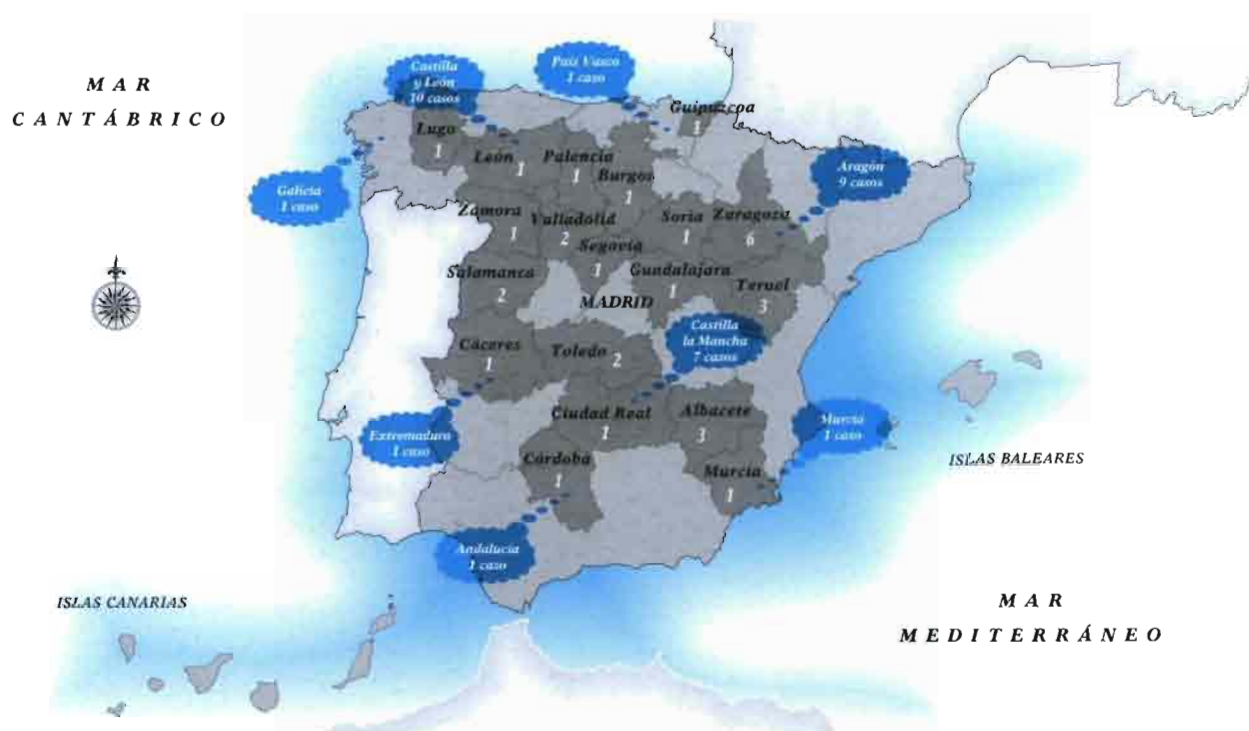 MAR
CANTÁBRICO
Castilla
y León
10 casos
País Vasco
1 caso
Guipuzcoa
1
Lugo
1
León
1
Palencia
1
Burgos
1
Aragón
9 casos
Galicia
1 caso
Zamora
1
Valladolid
2
Segovia
1
Soria
1
Zaragoza
6
Salamanca
2
MADRID
Guadalajara
1
Teruel
3
Castilla
la Mancha
7 casos
Cáceres
1
Toledo
2
Ciudad Real
1
Albacete
3
Murcia
1 caso
Extremadura
1 caso
Córdoba
1
Murcia
1
ISLAS BALEARES
Andalucía
1 caso
ISLAS CANARIAS
MAR
MEDITERRÁNEO